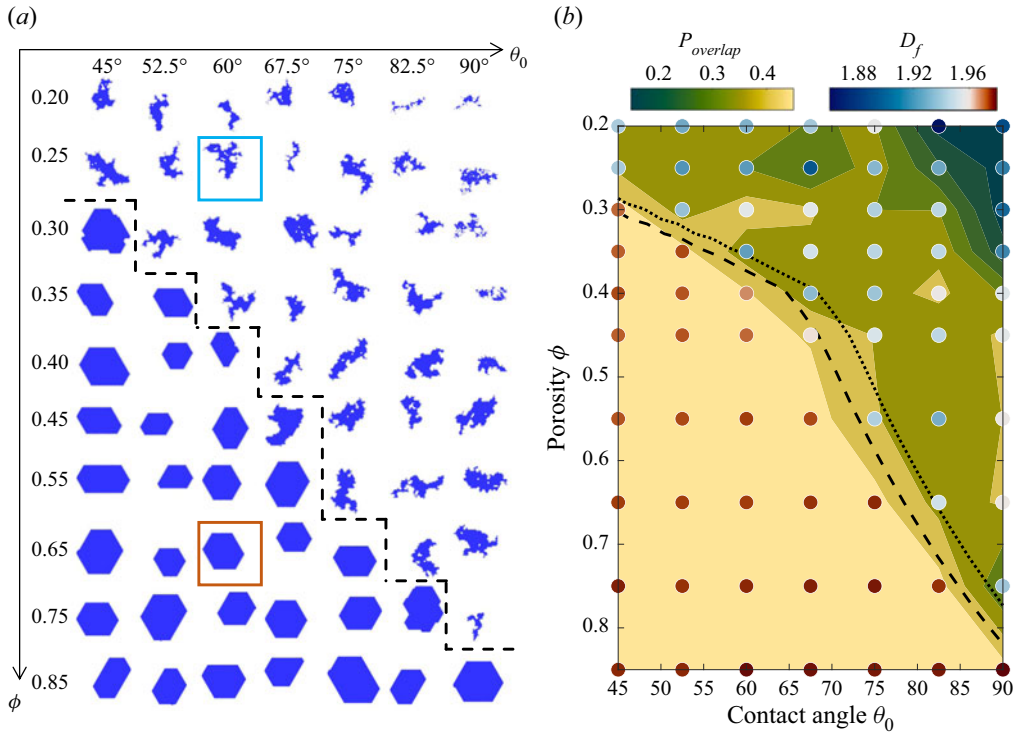 (a)
θ0
45° 52.5° 60° 67.5° 75° 82.5° 90°
0.20
0.25
0.30
0.35
0.40
0.45
0.55
0.65
0.75
0.85
ϕ
(b)
Poverlap Df
0.2 0.3 0.4 1.88 1.92 1.96
0.2
0.3
0.4
0.5
0.6
0.7
0.8
Porosity ϕ
45 50 55 60 65 70 75 80 85 90
Contact angle θ0